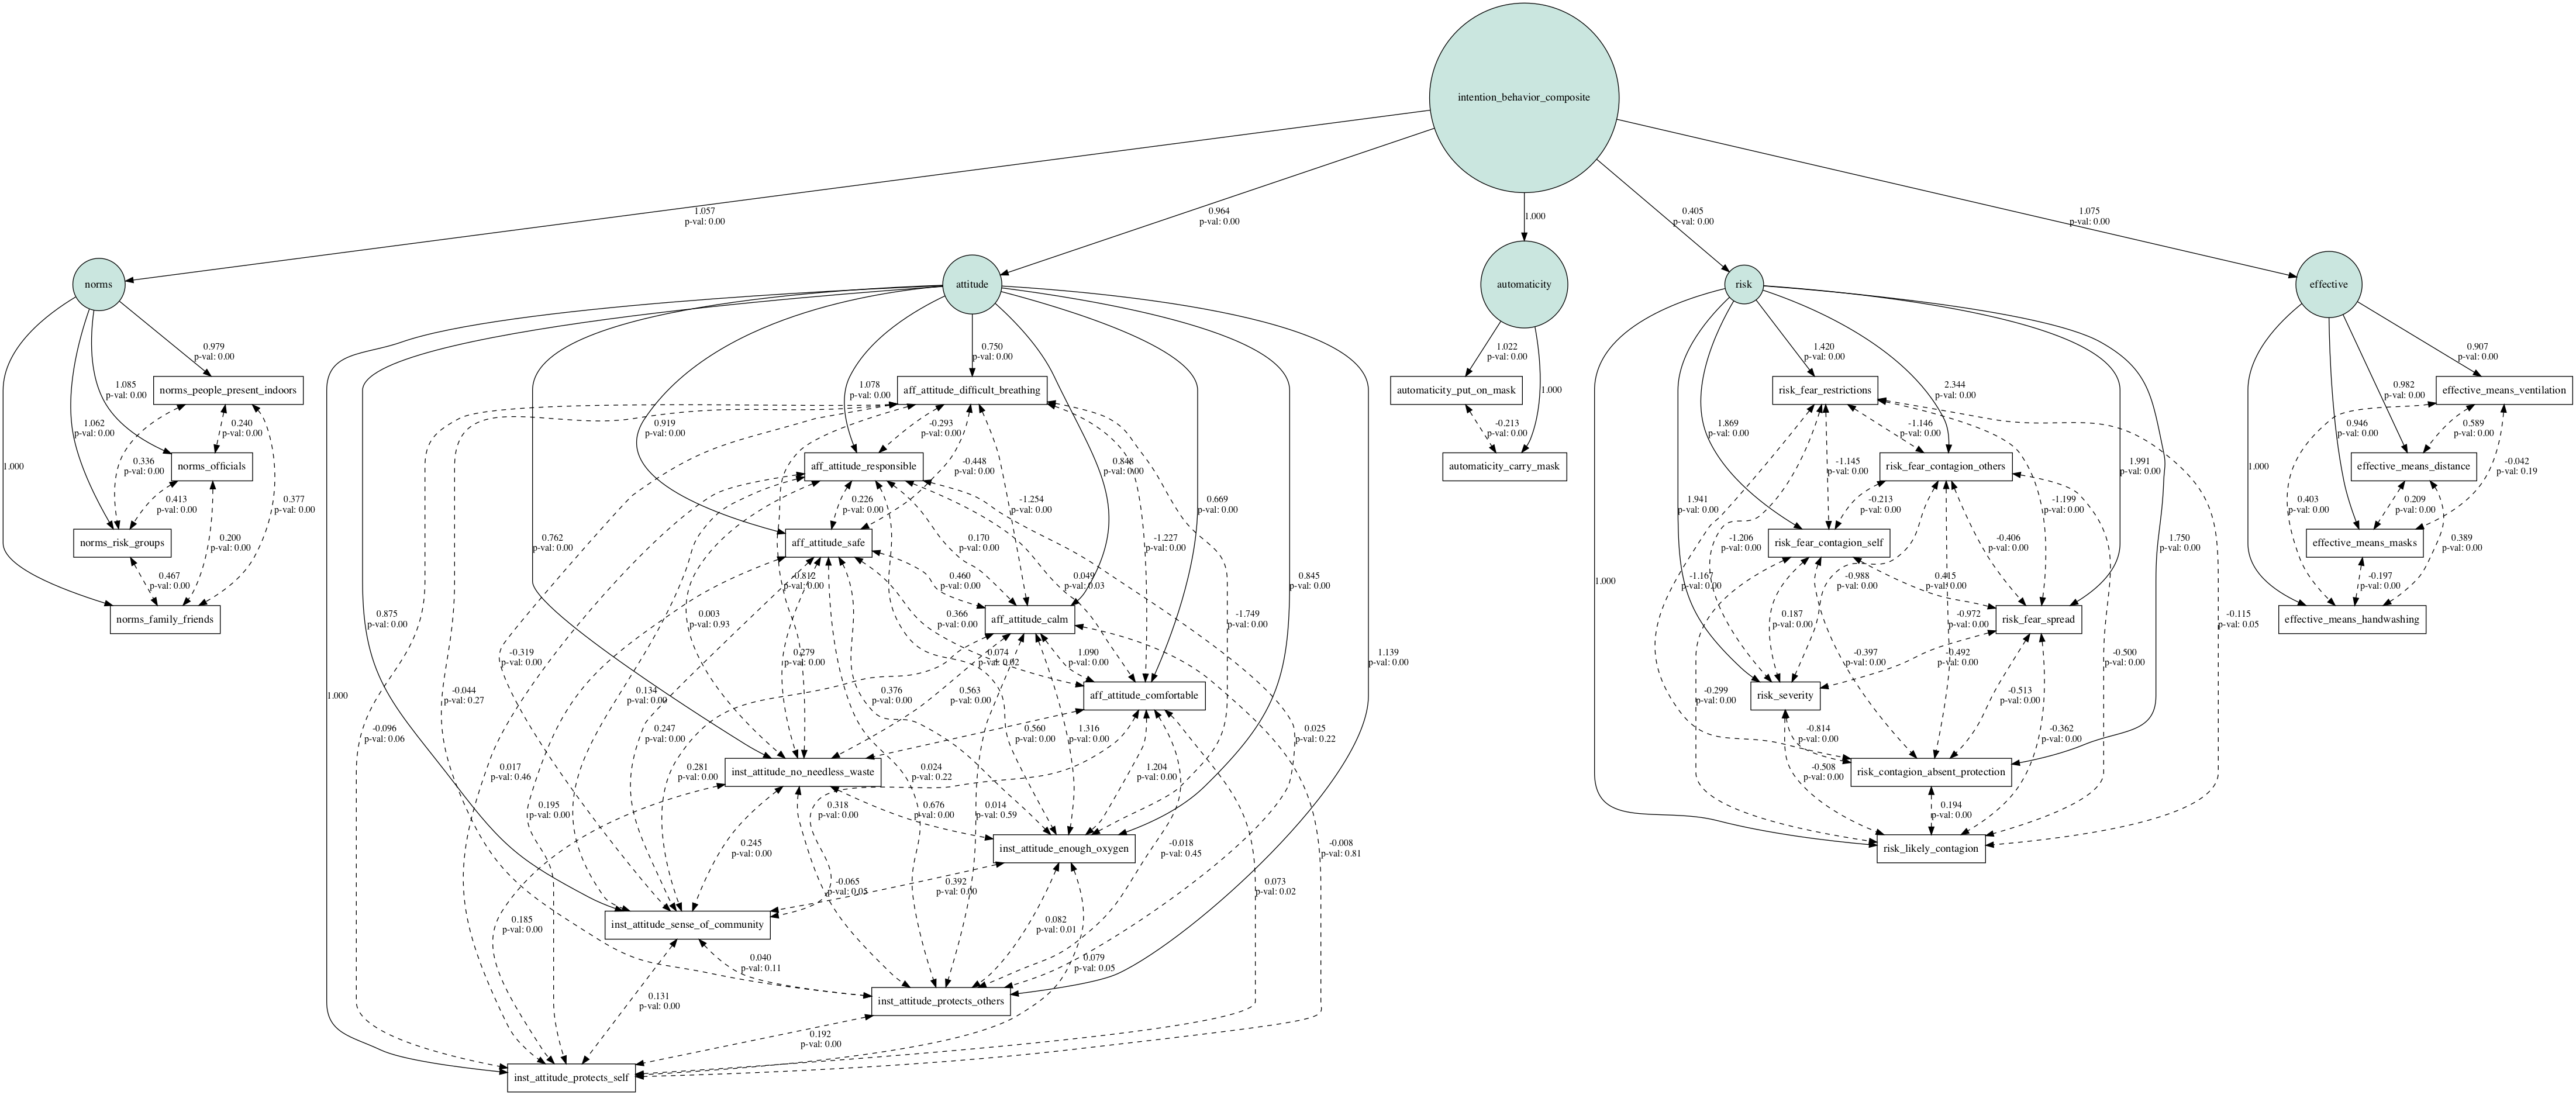 intention_behavior_composite
1.057
p-val: 0.00
0.964
p-val: 0.00
1.000
0.405
p-val: 0.00
1.075
p-val: 0.00
norms
attitude
automaticity
risk
effective
0.979
p-val: 0.00
1.085
p-val: 0.00
1.062
p-val: 0.00
1.000
norms_people_present_indoors
0.240
p-val: 0.00
0.336
p-val: 0.00
norms_officials
0.413
p-val: 0.00
0.377
p-val: 0.00
norms_risk_groups
0.200
p-val: 0.00
0.467
p-val: 0.00
norms_family_friends
0.750
p-val: 0.00
1.078
p-val: 0.00
0.919
p-val: 0.00
aff_attitude_difficult_breathing
-0.293
p-val: 0.00
aff_attitude_responsible
-0.448
p-val: 0.00
0.848
p-val: 0.00
0.226
p-val: 0.00
-1.254
p-val: 0.00
0.669
p-val: 0.00
aff_attitude_safe
0.762
p-val: 0.00
0.170
p-val: 0.00
-1.227
p-val: 0.00
-0.812
p-val: 0.00
0.460
p-val: 0.00
0.049
p-val: 0.03
0.845
p-val: 0.00
0.875
p-val: 0.00
0.003
p-val: 0.93
0.366
p-val: 0.00
aff_attitude_calm
-1.749
p-val: 0.00
-0.319
p-val: 0.00
0.279
p-val: 0.00
0.074
p-val: 0.02
1.090
p-val: 0.00
1.139
p-val: 0.00
1.000
-0.044
p-val: 0.27
0.134
p-val: 0.00
0.376
p-val: 0.00
0.563
p-val: 0.00
aff_attitude_comfortable
-0.096
p-val: 0.06
0.247
p-val: 0.00
0.560
p-val: 0.00
1.316
p-val: 0.00
0.025
p-val: 0.22
0.017
p-val: 0.46
0.281
p-val: 0.00
inst_attitude_no_needless_waste
0.024
p-val: 0.22
1.204
p-val: 0.00
0.195
p-val: 0.00
0.318
p-val: 0.00
0.676
p-val: 0.00
0.014
p-val: 0.59
0.245
p-val: 0.00
inst_attitude_enough_oxygen
-0.018
p-val: 0.45
-0.008
p-val: 0.81
0.185
p-val: 0.00
-0.065
p-val: 0.05
0.392
p-val: 0.00
0.073
p-val: 0.02
inst_attitude_sense_of_community
0.082
p-val: 0.01
0.040
p-val: 0.11
0.079
p-val: 0.05
0.131
p-val: 0.00
inst_attitude_protects_others
0.192
p-val: 0.00
inst_attitude_protects_self
1.022
p-val: 0.00
automaticity_put_on_mask
1.000
-0.213
p-val: 0.00
automaticity_carry_mask
1.420
p-val: 0.00
risk_fear_restrictions
2.344
p-val: 0.00
1.869
p-val: 0.00
-1.146
p-val: 0.00
-1.145
p-val: 0.00
risk_fear_contagion_others
1.991
p-val: 0.00
1.941
p-val: 0.00
-0.213
p-val: 0.00
-1.199
p-val: 0.00
-1.206
p-val: 0.00
risk_fear_contagion_self
-0.406
p-val: 0.00
1.750
p-val: 0.00
1.000
-1.167
p-val: 0.00
-0.988
p-val: 0.00
0.415
p-val: 0.00
0.187
p-val: 0.00
-0.972
p-val: 0.00
risk_fear_spread
-0.115
p-val: 0.05
-0.397
p-val: 0.00
-0.492
p-val: 0.00
-0.500
p-val: 0.00
-0.299
p-val: 0.00
risk_severity
-0.513
p-val: 0.00
-0.814
p-val: 0.00
-0.362
p-val: 0.00
-0.508
p-val: 0.00
risk_contagion_absent_protection
0.194
p-val: 0.00
risk_likely_contagion
0.907
p-val: 0.00
0.982
p-val: 0.00
effective_means_ventilation
0.946
p-val: 0.00
0.589
p-val: 0.00
1.000
effective_means_distance
-0.042
p-val: 0.19
0.403
p-val: 0.00
0.209
p-val: 0.00
effective_means_masks
0.389
p-val: 0.00
-0.197
p-val: 0.00
effective_means_handwashing